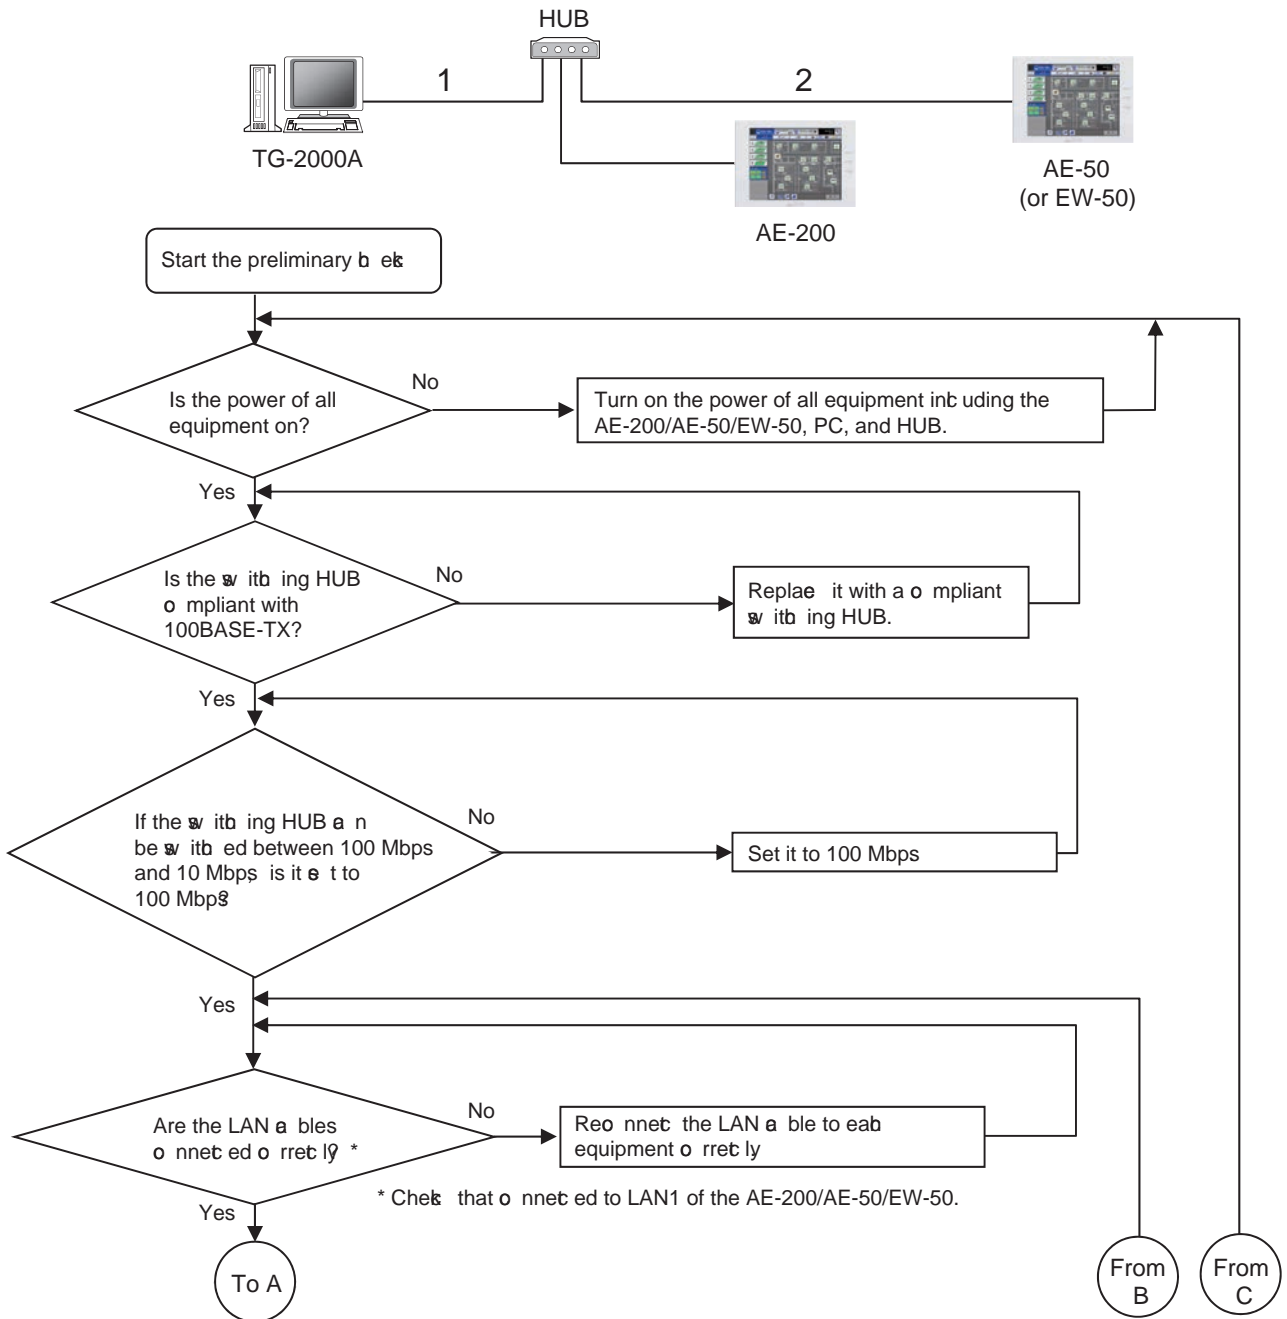 HUB
1
2
TG-2000A
AE-200
AE-50
(or EW-50)
Start the preliminary check
Is the power of all
equipment on?
No
Turn on the power of all equipment including the
AE-200/AE-50/EW-50, PC, and HUB.
Yes
Is the switching HUB
compliant with
100BASE-TX?
No
Replace it with a compliant
switching HUB.
Yes
If the switching HUB can
be switched between 100 Mbps
and 10 Mbps, is it set to
100 Mbps?
No
Set it to 100 Mbps
Yes
Are the LAN cables
connected correctly? *
No
Reconnect the LAN cable to each
equipment correctly
* Check that connected to LAN1 of the AE-200/AE-50/EW-50.
Yes
To A
From
B
From
C